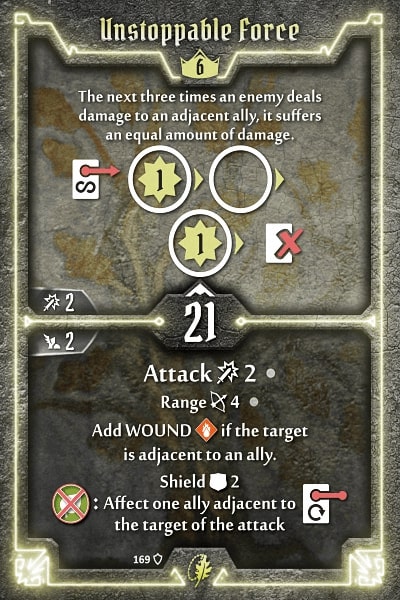 Unstoppable Force
6
The next three times an enemy deals
damage to an adjacent ally, it suffers
an equal amount of damage.
S
1
1
2
21
2
Attack 2
Range 4
Add WOUND if the target
is adjacent to an ally.
Shield 2
: Affect one ally adjacent to
the target of the attack
169